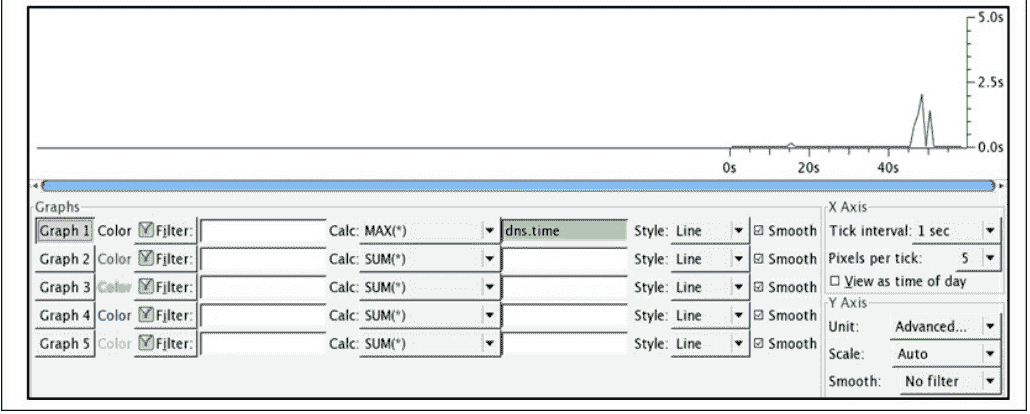 5.0s
2.5s
0.0s
0s 20s 40s
Graphs
Graph 1 Color Filter: Calc: MAX(*) dns.time Style: Line Smooth
Graph 2 Color Filter: Calc: SUM(*) Style: Line Smooth
Graph 3 Color Filter: Calc: SUM(*) Style: Line Smooth
Graph 4 Color Filter: Calc: SUM(*) Style: Line Smooth
Graph 5 Color Filter: Calc: SUM(*) Style: Line Smooth
X Axis
Tick interval: 1 sec
Pixels per tick: 5
View as time of day
Y Axis
Unit: Advanced...
Scale: Auto
Smooth: No filter